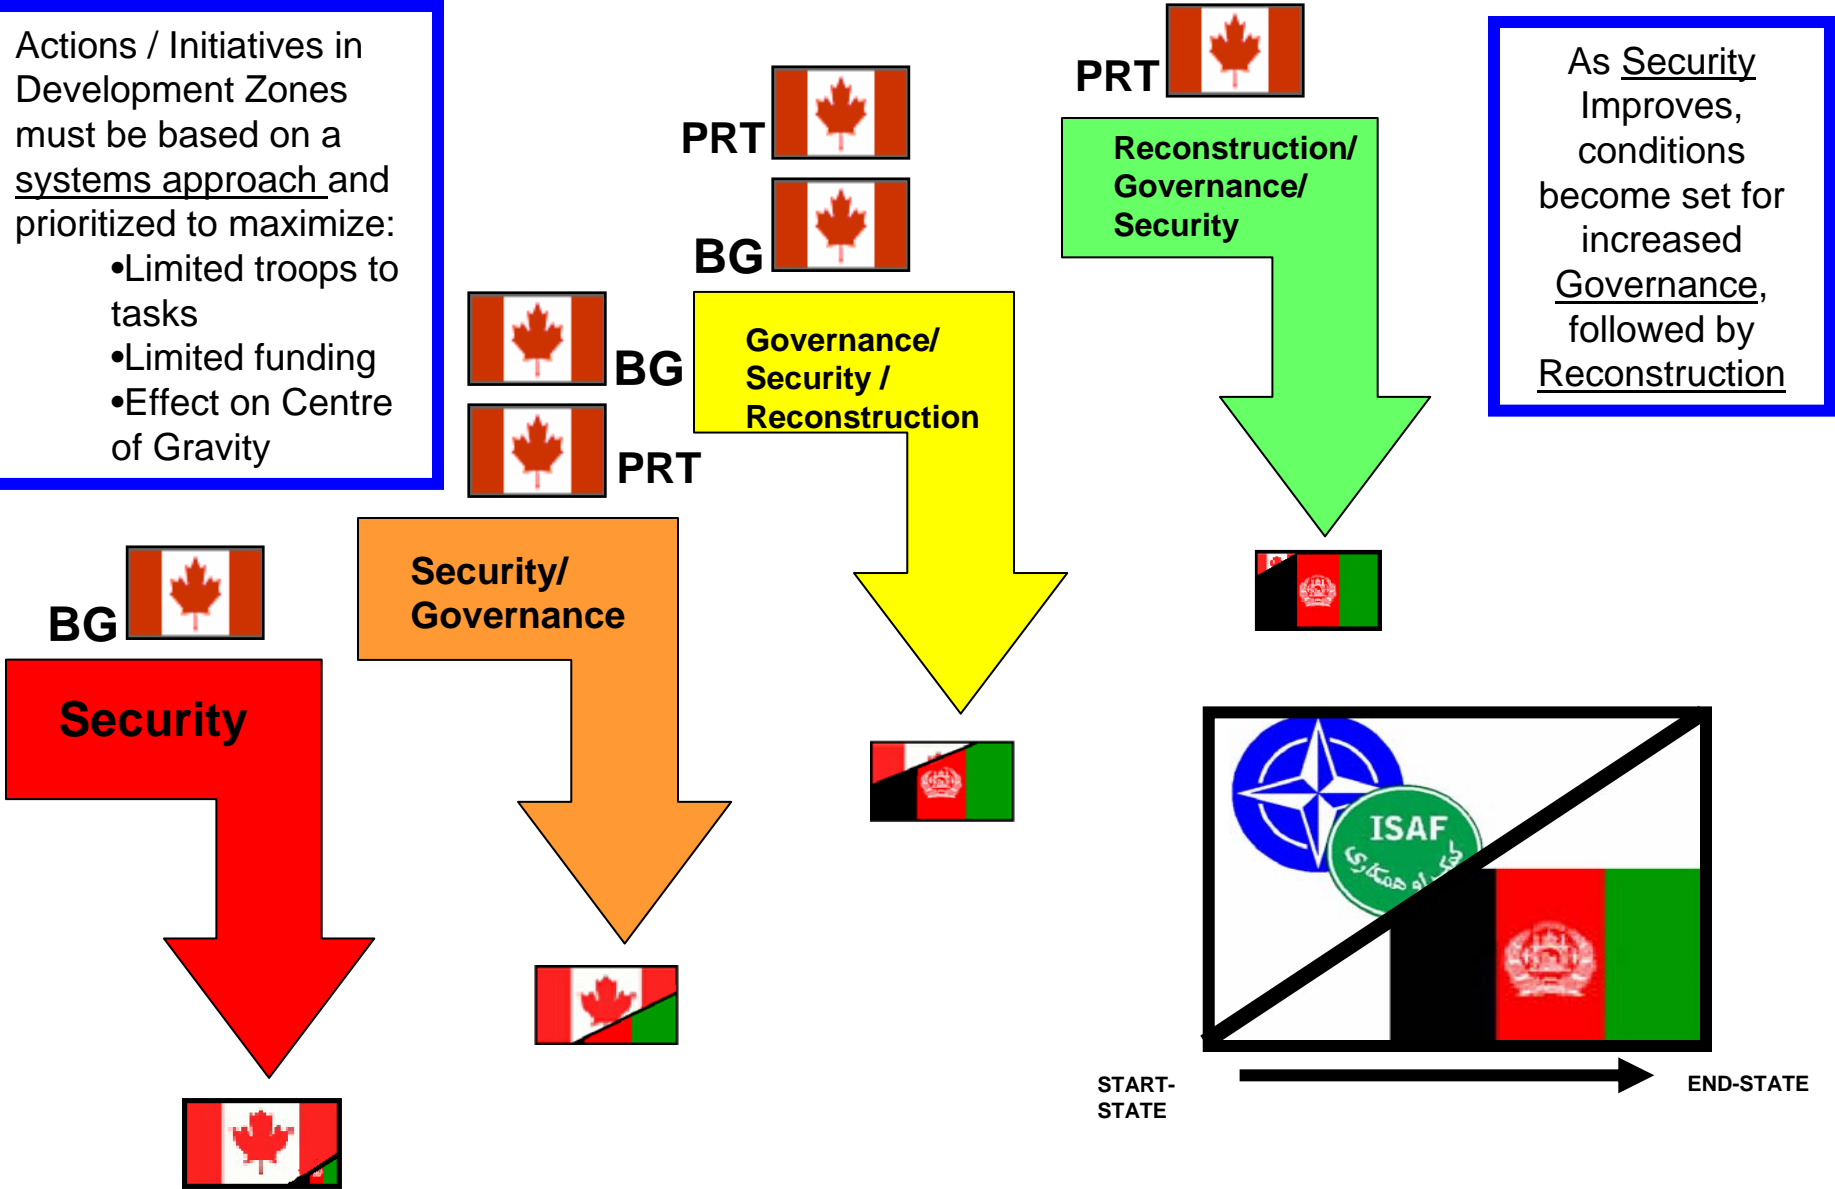 Actions / Initiatives in
Development Zones
must be based on a
systems approach and
prioritized to maximize:
•Limited troops to
tasks
•Limited funding
•Effect on Centre
of Gravity
PRT
Reconstruction/
Governance/
Security
As Security
Improves,
conditions
become set for
increased
Governance,
followed by
Reconstruction
PRT
BG
Governance/
Security /
Reconstruction
BG
PRT
Security/
Governance
BG
Security
ISAF
START-
STATE
END-STATE